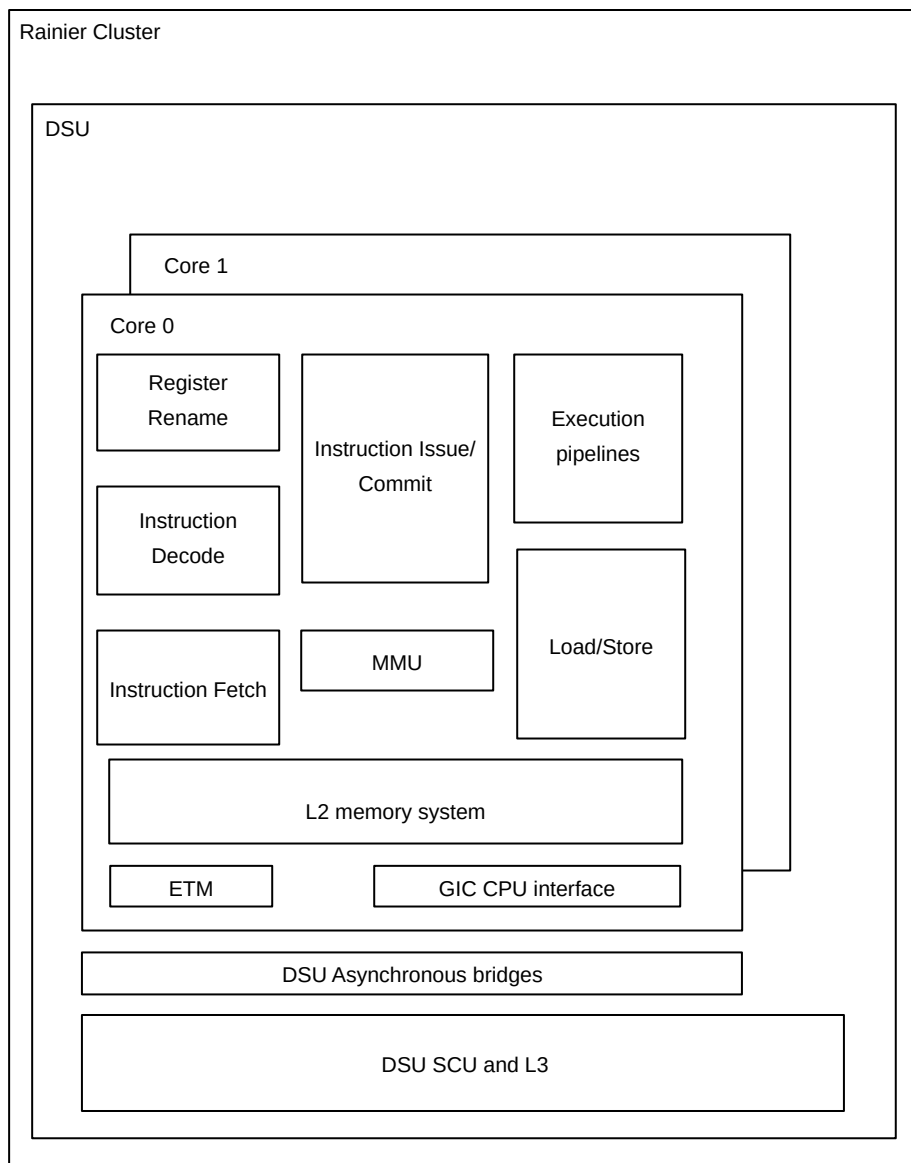 Rainier Cluster
DSU
Core 1
Core 0
Register
Rename
Instruction Issue/
Commit
Execution
pipelines
Instruction
Decode
Instruction Fetch
MMU
Load/Store
L2 memory system
ETM
GIC CPU interface
DSU Asynchronous bridges
DSU SCU and L3